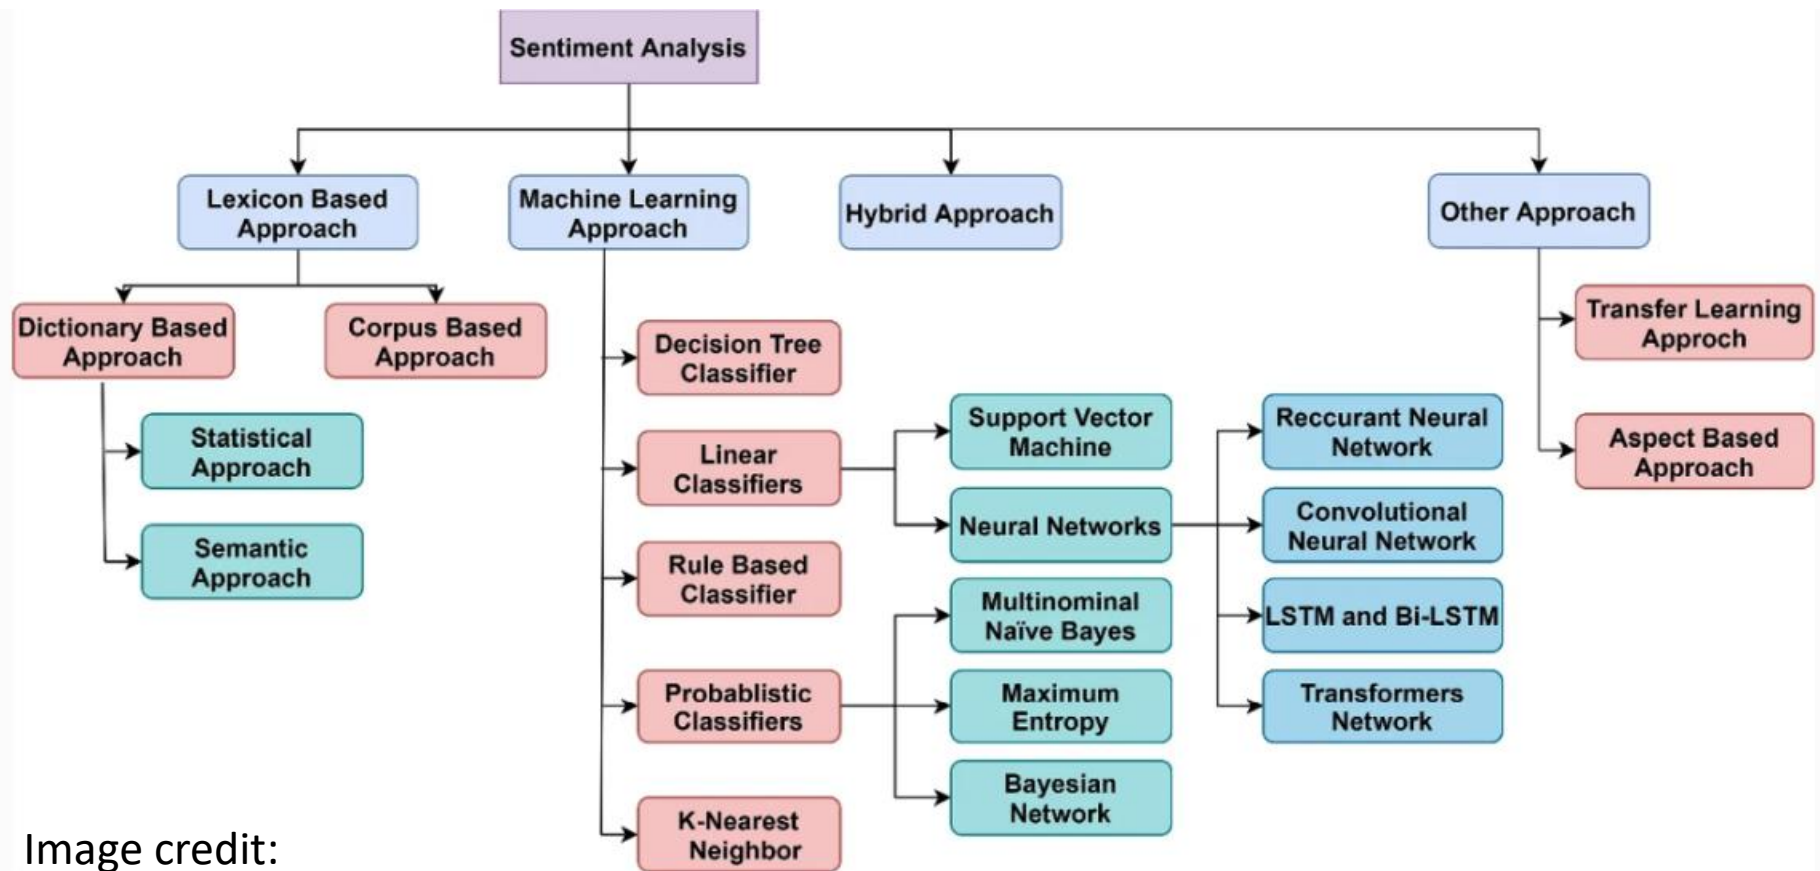 Sentiment Analysis
Lexicon Based
Approach
Machine Learning
Approach
Hybrid Approach
Other Approach
Dictionary Based
Approach
Corpus Based
Approach
Statistical
Approach
Semantic
Approach
Decision Tree
Classifier
Linear
Classifiers
Rule Based
Classifier
Probablistic
Classifiers
K-Nearest
Neighbor
Support Vector
Machine
Neural Networks
Multinominal
Naïve Bayes
Maximum
Entropy
Bayesian
Network
Reccurant Neural
Network
Convolutional
Neural Network
LSTM and Bi-LSTM
Transformers
Network
Transfer Learning
Approch
Aspect Based
Approach
Image credit: